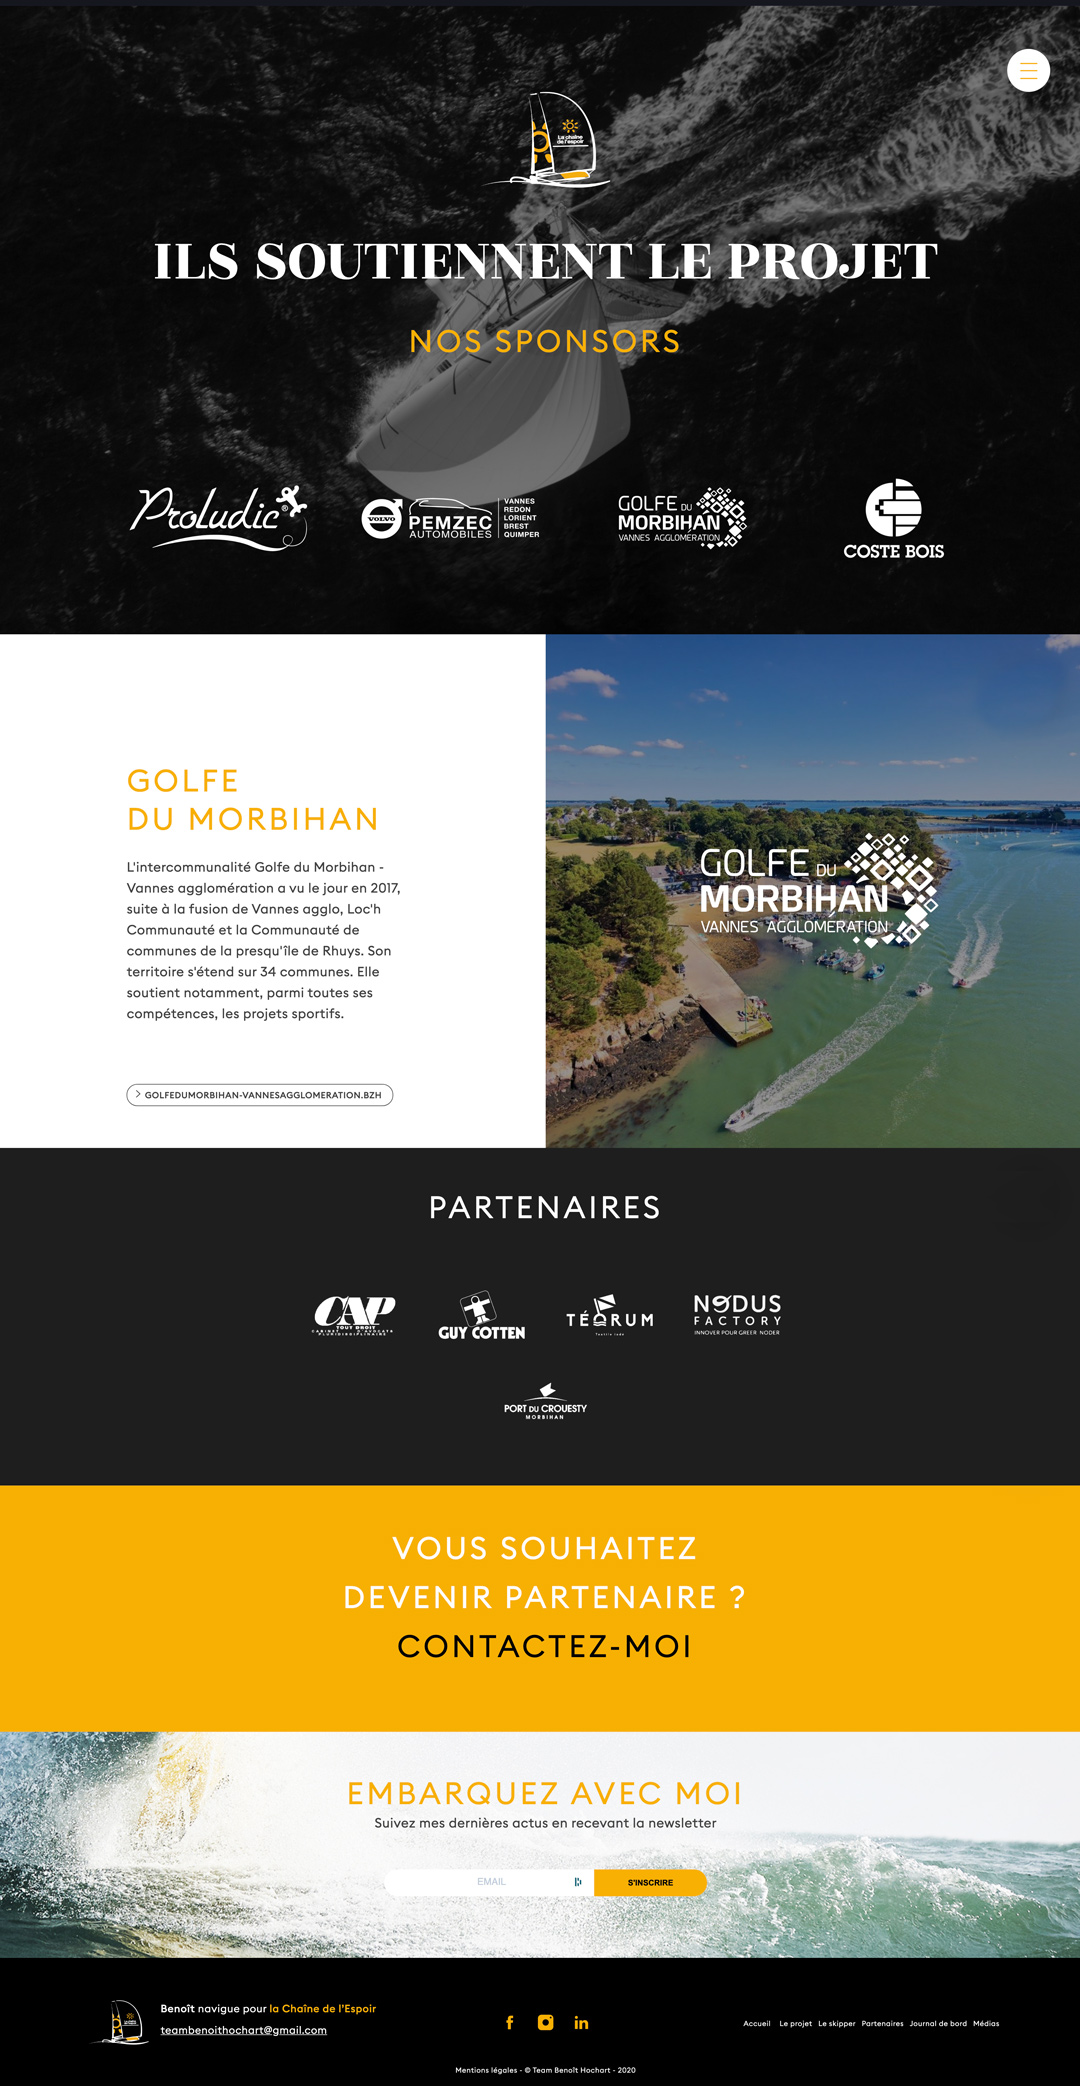 La chaîne
de l'espoir
ILS SOUTIENNENT LE PROJET
NOS SPONSORS
Proludic®
VOLVO
PEMZEC
AUTOMOBILES
VANNES
REDON
LORIENT
BREST
QUIMPER
GOLFE DU
MORBIHAN
VANNES AGGLOMÉRATION
COSTE BOIS
GOLFE
DU MORBIHAN
L'intercommunalité Golfe du Morbihan -
Vannes agglomération a vu le jour en 2017,
suite à la fusion de Vannes agglo, Loc'h
Communauté et la Communauté de
communes de la presqu'île de Rhuys. Son
territoire s'étend sur 34 communes. Elle
soutient notamment, parmi toutes ses
compétences, les projets sportifs.
GOLFEDUMORBIHAN-VANNESAGGLOMERATION.BZH
GOLFE DU
MORBIHAN
VANNES AGGLOMÉRATION
PARTENAIRES
CAP
TOUT DROIT
CABINET D'AVOCATS
PLURIDISCIPLINAIRE
GUY COTTEN
TÉORUM
NODUS
FACTORY
INNOVER POUR GREER NODER
PORT DU CROUESTY
MORBIHAN
VOUS SOUHAITEZ
DEVENIR PARTENAIRE ?
CONTACTEZ-MOI
EMBARQUEZ AVEC MOI
Suivez mes dernières actus en recevant la newsletter
EMAIL
S'INSCRIRE
Benoît navigue pour la Chaîne de l'Espoir
teambenoithochart@gmail.com
Accueil Le projet Le skipper Partenaires Journal de bord Médias
Mentions légales - © Team Benoît Hochart - 2020